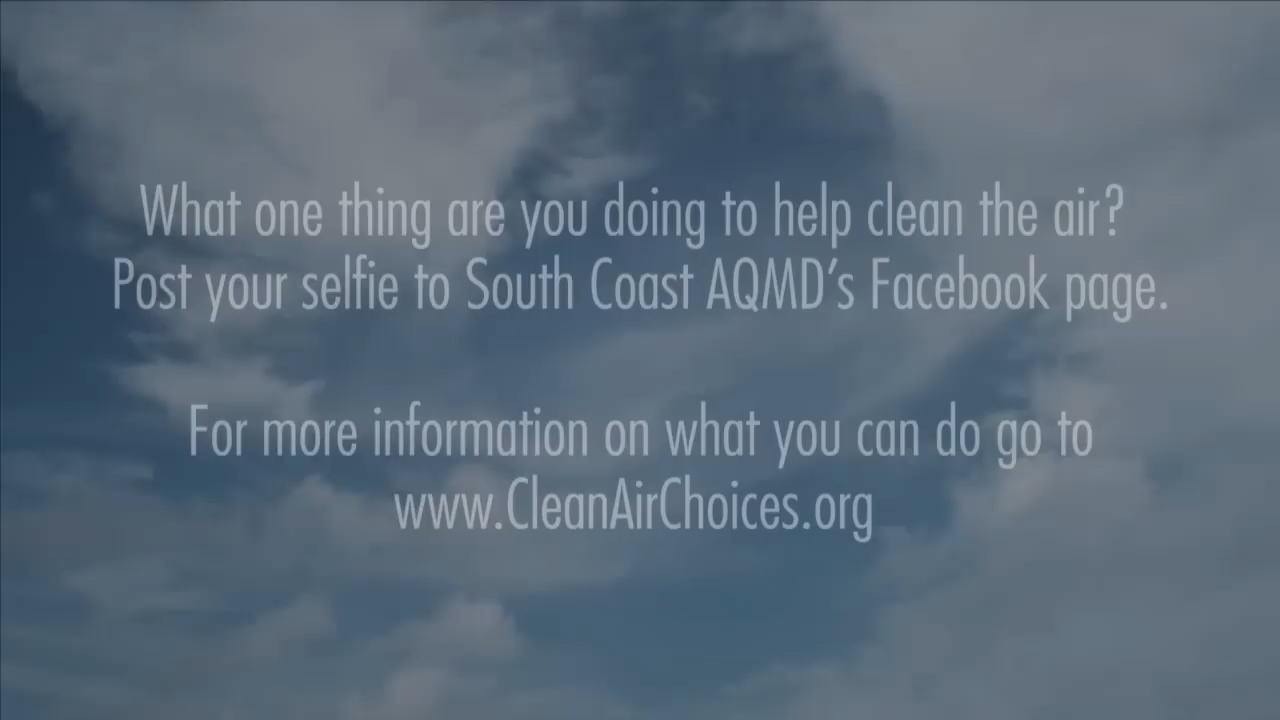 What one thing are you doing to help clean the air?
Post your selfie to South Coast AQMD's Facebook page.
For more information on what you can do go to
www.CleanAirChoices.org